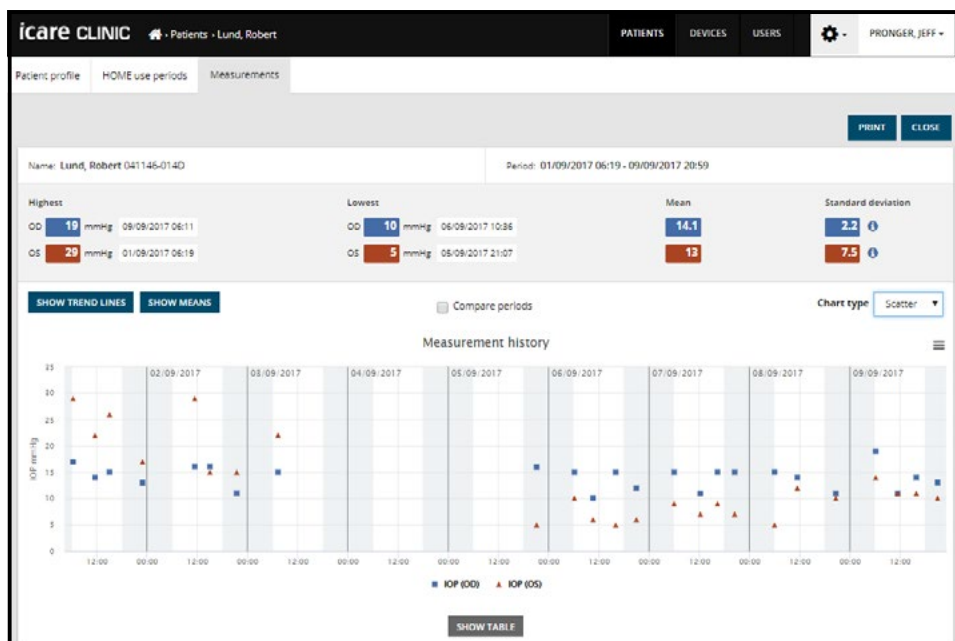 icare CLINIC › Patients › Lund, Robert PATIENTS DEVICES USERS PRONGER, JEFF
Patient profile HOME use periods Measurements
PRINT CLOSE
Name: Lund, Robert 041146-014D Period: 01/09/2017 06:19 - 09/09/2017 20:59
Highest Lowest Mean Standard deviation
OD 19 mmHg 09/09/2017 06:11 OD 10 mmHg 06/09/2017 10:36 14.1 2.2
OS 29 mmHg 01/09/2017 06:19 OS 5 mmHg 05/09/2017 21:07 13 7.5
SHOW TREND LINES SHOW MEANS Compare periods Chart type Scatter
Measurement history
35 02/09/2017 03/09/2017 04/09/2017 05/09/2017 06/09/2017 07/09/2017 08/09/2017 09/09/2017
30
25
20
IOP mmHg
15
10
5
0
12:00 00:00 12:00 00:00 12:00 00:00 12:00 00:00 12:00 00:00 12:00 00:00 12:00 00:00 12:00 00:00 12:00
IOP (OD) IOP (OS)
SHOW TABLE